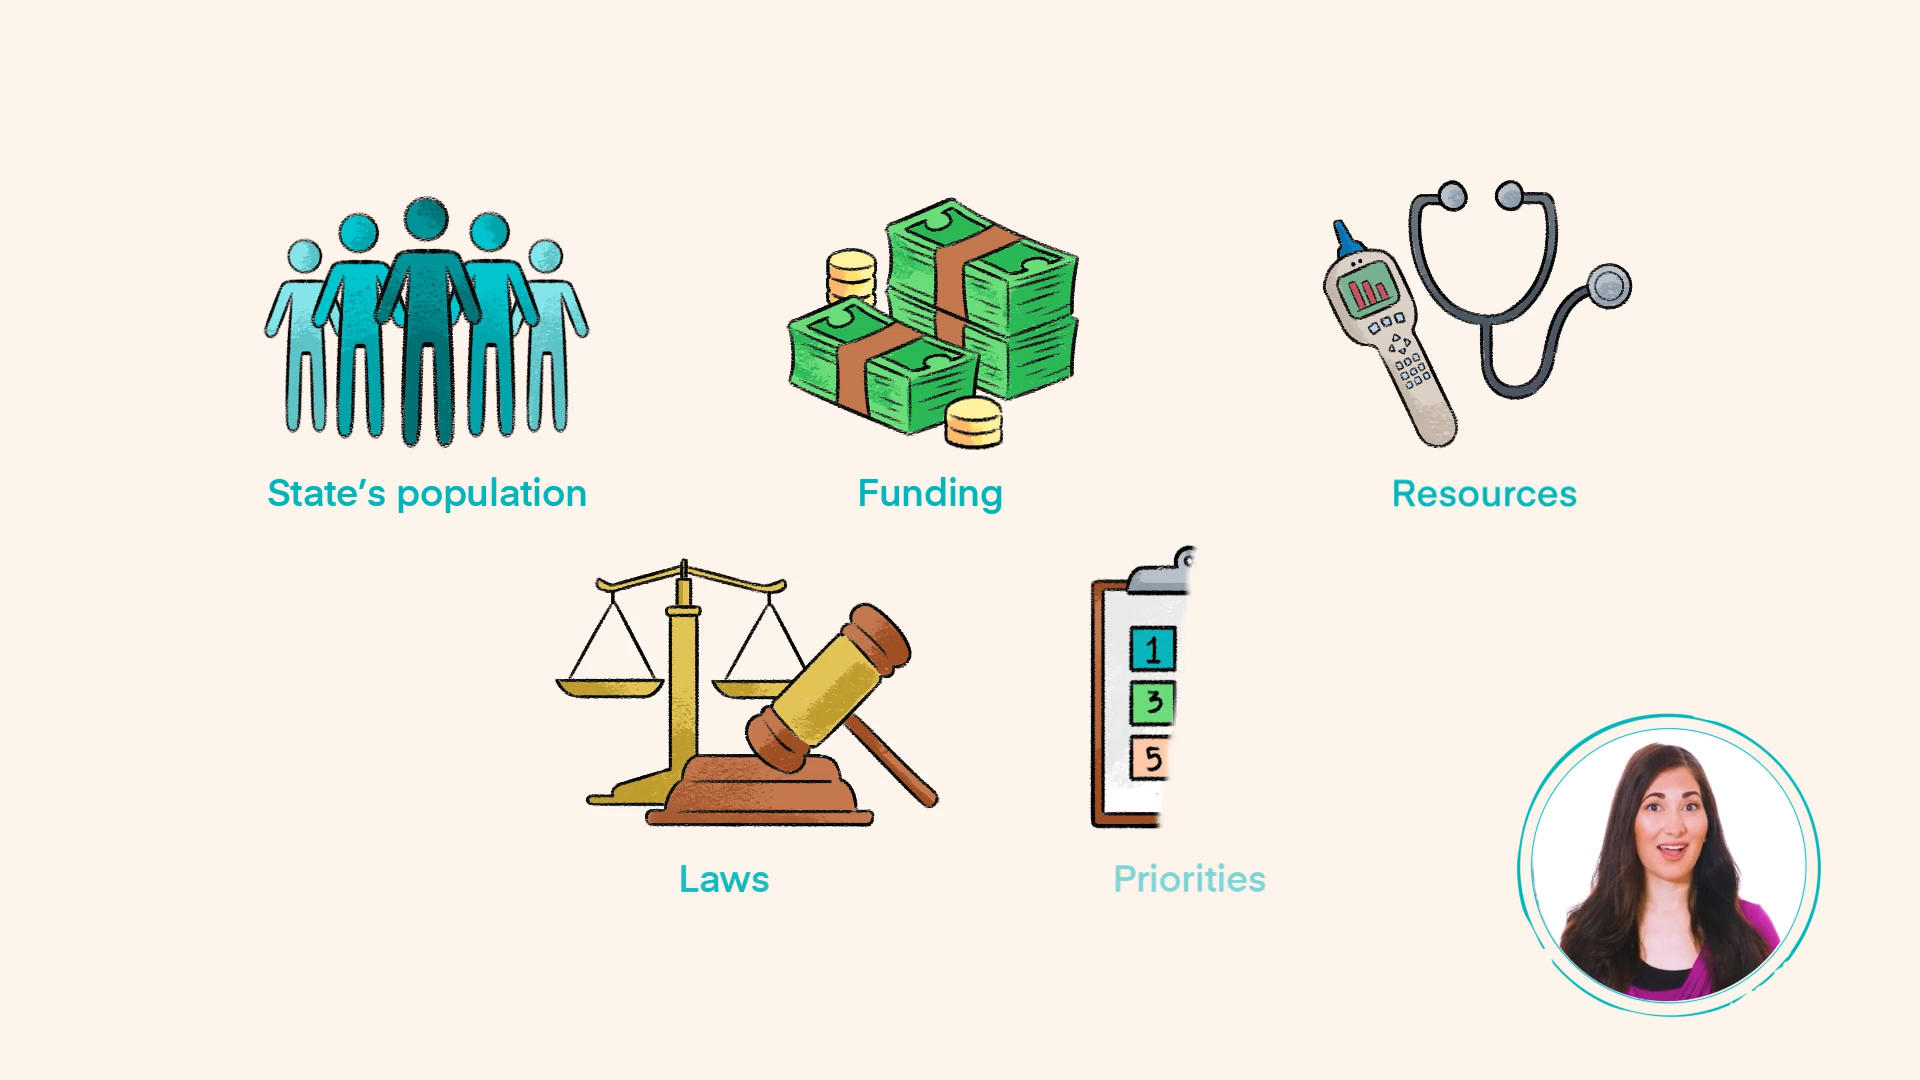 State's population
Funding
Resources
1
3
5
Laws
Priorities